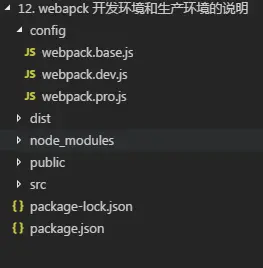 12. webapck 开发环境和生产环境的说明
config
JS webpack.base.js
JS webpack.dev.js
JS webpack.pro.js
dist
node_modules
public
src
{} package-lock.json
{} package.json